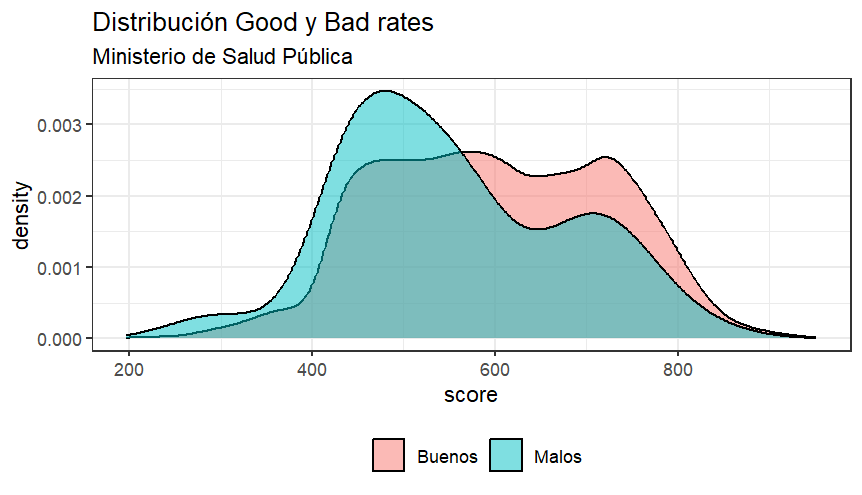 Distribución Good y Bad rates
Ministerio de Salud Pública
density
0.003
0.002
0.001
0.000
200 400 600 800
score
Buenos Malos